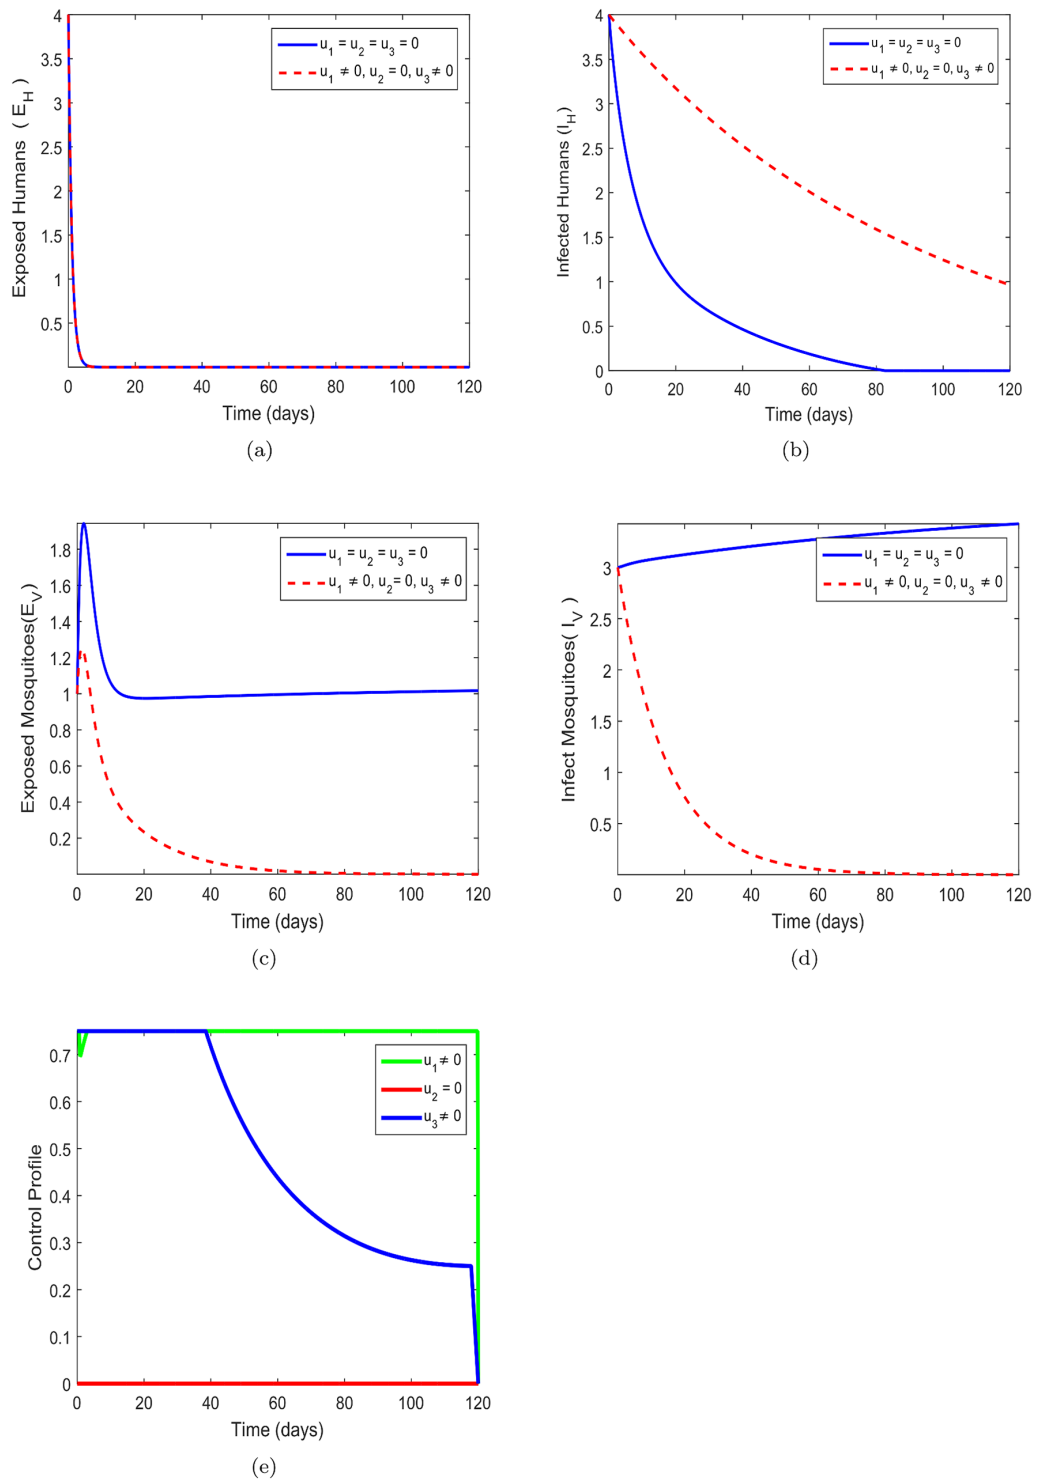 Exposed Humans ( E_H )
4
3.5
3
2.5
2
1.5
1
0.5
0 20 40 60 80 100 120
Time (days)
u_1 = u_2 = u_3 = 0
u_1 ≠ 0, u_2 = 0, u_3 ≠ 0
(a)
Infected Humans (I_H)
4
3.5
3
2.5
2
1.5
1
0.5
0
0 20 40 60 80 100 120
Time (days)
u_1 = u_2 = u_3 = 0
u_1 ≠ 0, u_2 = 0, u_3 ≠ 0
(b)
Exposed Mosquitoes(E_V)
1.8
1.6
1.4
1.2
1
0.8
0.6
0.4
0.2
0 20 40 60 80 100 120
Time (days)
u_1 = u_2 = u_3 = 0
u_1 ≠ 0, u_2 = 0, u_3 ≠ 0
(c)
Infect Mosquitoes( I_V )
3
2.5
2
1.5
1
0.5
0 20 40 60 80 100 120
Time (days)
u_1 = u_2 = u_3 = 0
u_1 ≠ 0, u_2 = 0, u_3 ≠ 0
(d)
Control Profile
0.7
0.6
0.5
0.4
0.3
0.2
0.1
0
0 20 40 60 80 100 120
Time (days)
u_1 ≠ 0
u_2 = 0
u_3 ≠ 0
(e)